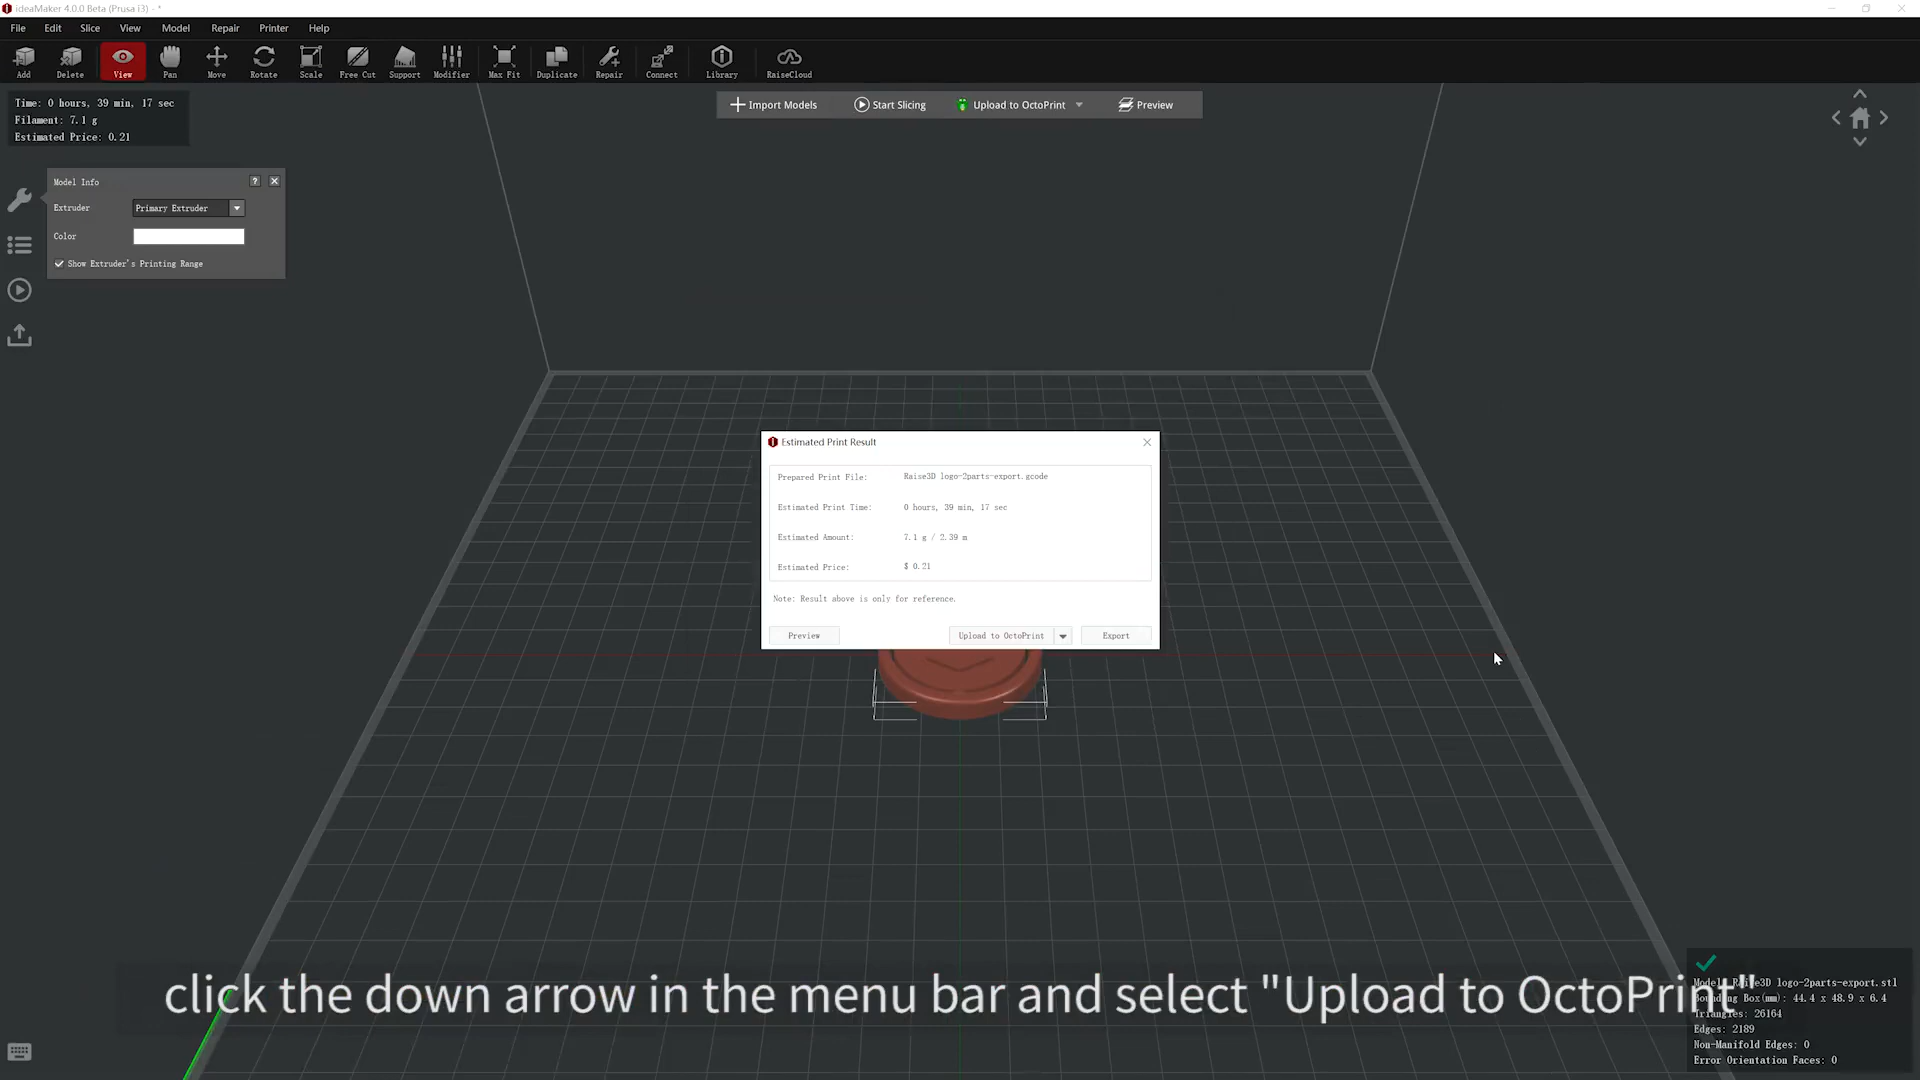 ideaMaker 4.0.0 Beta (Prusa i3) - *
File Edit Slice View Model Repair Printer Help
Add Delete View Pan Move Rotate Scale Free Cut Support Modifier Max Fit Duplicate Repair Connect Library RaiseCloud
Time: 0 hours, 39 min, 17 sec
Filament: 7.1 g
Estimated Price: 0.21
Import Models Start Slicing Upload to OctoPrint Preview
Model Info ?
Extruder Primary Extruder
Color
Show Extruder's Printing Range
Estimated Print Result
Prepared Print File: Raise3D logo-2parts-export.gcode
Estimated Print Time: 0 hours, 39 min, 17 sec
Estimated Amount: 7.1 g / 2.39 m
Estimated Price: $ 0.21
Note: Result above is only for reference.
Preview Upload to OctoPrint Export
click the down arrow in the menu bar and select "Upload to OctoPrint"
Model: Raise3D logo-2parts-export.stl
Bounding Box(mm): 44.4 x 48.9 x 6.4
Triangles: 26164
Edges: 2189
Non-Manifold Edges: 0
Error Orientation Faces: 0